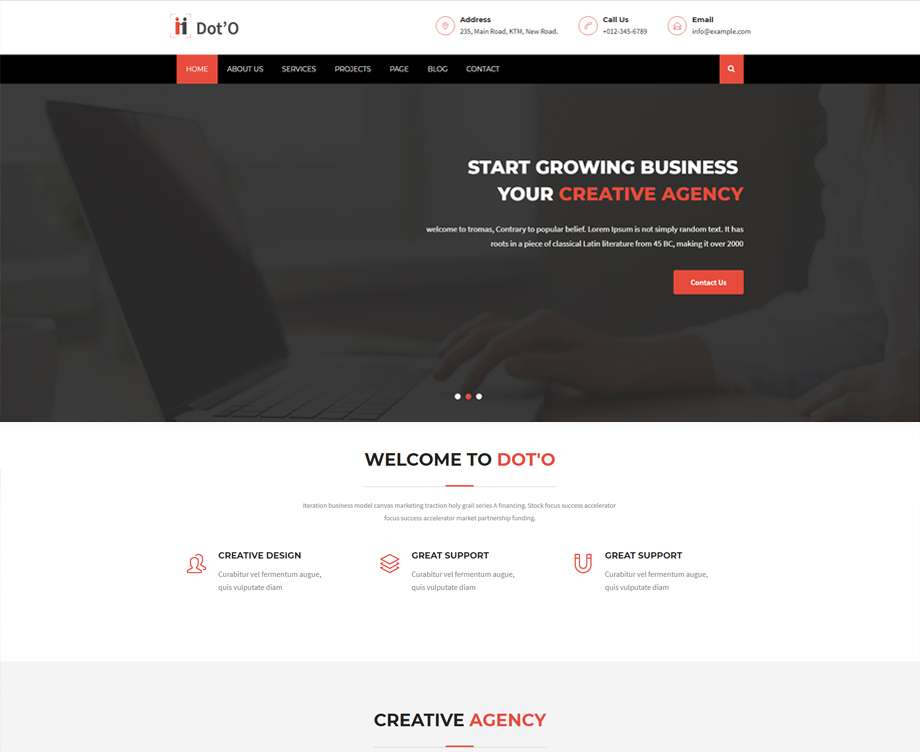 Dot'O
Address
235, Main Road, KTM, New Road.
Call Us
+012-345-6789
Email
info@example.com
HOME ABOUT US SERVICES PROJECTS PAGE BLOG CONTACT
START GROWING BUSINESS
YOUR CREATIVE AGENCY
welcome to tromas, Contrary to popular belief. Lorem Ipsum is not simply random text. It has
roots in a piece of classical Latin literature from 45 BC, making it over 2000
Contact Us
WELCOME TO DOT'O
Iteration business model canvas marketing traction holy grail series A financing. Stock focus success accelerator
focus success accelerator market partnership funding.
CREATIVE DESIGN
Curabitur vel fermentum augue,
quis vulputate diam
GREAT SUPPORT
Curabitur vel fermentum augue,
quis vulputate diam
GREAT SUPPORT
Curabitur vel fermentum augue,
quis vulputate diam
CREATIVE AGENCY